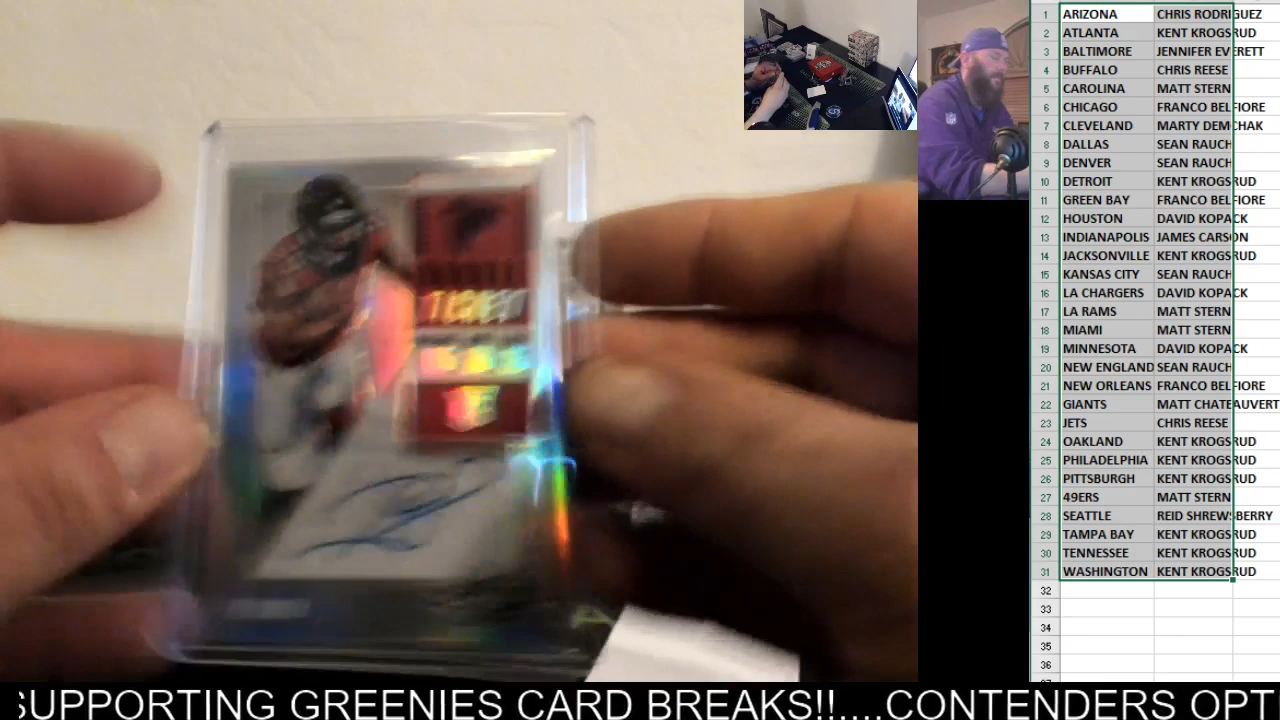 TICKET
1 ARIZONA CHRIS RODRIGUEZ
2 ATLANTA KENT KROGSRUD
3 BALTIMORE JENNIFER EVERETT
4 BUFFALO CHRIS REESE
5 CAROLINA MATT STERN
6 CHICAGO FRANCO BELFIORE
7 CLEVELAND MARTY DEMCHAK
8 DALLAS SEAN RAUCH
9 DENVER SEAN RAUCH
10 DETROIT KENT KROGSRUD
11 GREEN BAY FRANCO BELFIORE
12 HOUSTON DAVID KOPACK
13 INDIANAPOLIS JAMES CARSON
14 JACKSONVILLE KENT KROGSRUD
15 KANSAS CITY SEAN RAUCH
16 LA CHARGERS DAVID KOPACK
17 LA RAMS MATT STERN
18 MIAMI MATT STERN
19 MINNESOTA DAVID KOPACK
20 NEW ENGLAND SEAN RAUCH
21 NEW ORLEANS FRANCO BELFIORE
22 GIANTS MATT CHATEAUVERT
23 JETS CHRIS REESE
24 OAKLAND KENT KROGSRUD
25 PHILADELPHIA KENT KROGSRUD
26 PITTSBURGH KENT KROGSRUD
27 49ERS MATT STERN
28 SEATTLE REID SHREWSBERRY
29 TAMPA BAY KENT KROGSRUD
30 TENNESSEE KENT KROGSRUD
31 WASHINGTON KENT KROGSRUD
32
33
34
35
36
SUPPORTING GREENIES CARD BREAKS!!....CONTENDERS OPT